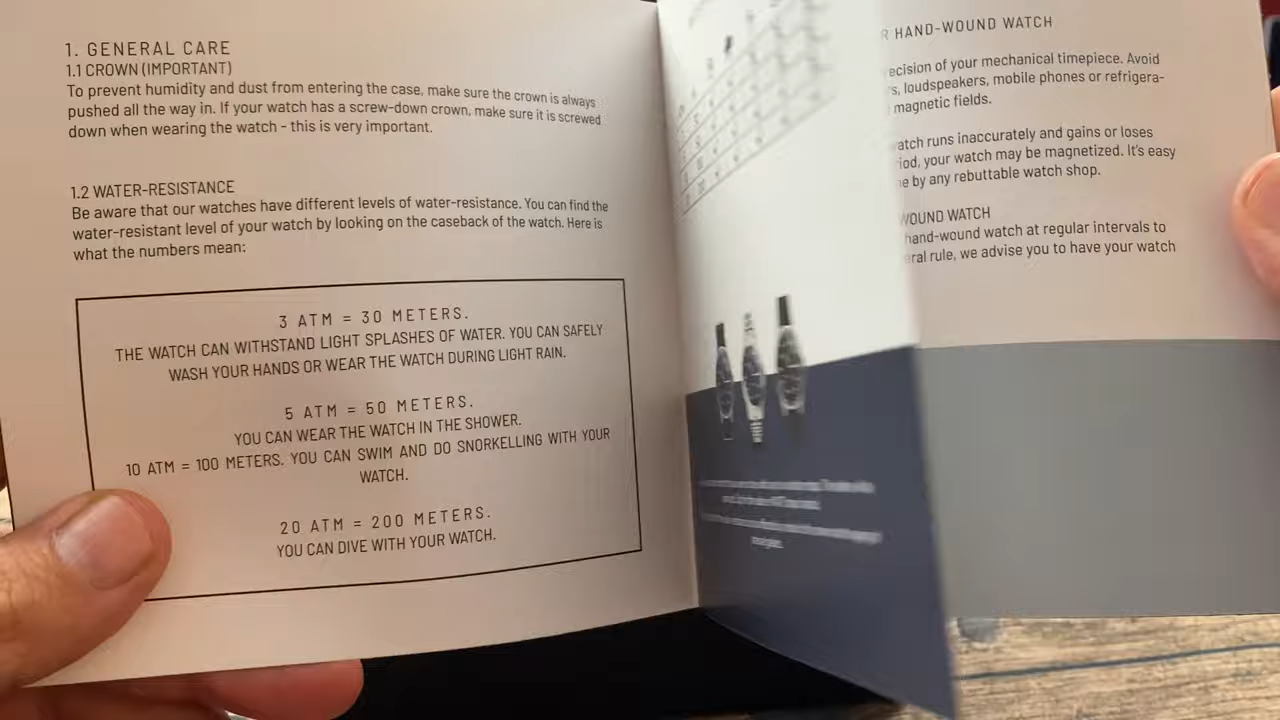 1. GENERAL CARE
1.1 CROWN (IMPORTANT)
To prevent humidity and dust from entering the case, make sure the crown is always
pushed all the way in. If your watch has a screw-down crown, make sure it is screwed
down when wearing the watch – this is very important.
1.2 WATER-RESISTANCE
Be aware that our watches have different levels of water-resistance. You can find the
water-resistant level of your watch by looking on the caseback of the watch. Here is
what the numbers mean:
3 ATM = 30 METERS.
THE WATCH CAN WITHSTAND LIGHT SPLASHES OF WATER. YOU CAN SAFELY
WASH YOUR HANDS OR WEAR THE WATCH DURING LIGHT RAIN.
5 ATM = 50 METERS.
YOU CAN WEAR THE WATCH IN THE SHOWER.
10 ATM = 100 METERS. YOU CAN SWIM AND DO SNORKELLING WITH YOUR
WATCH.
20 ATM = 200 METERS.
YOU CAN DIVE WITH YOUR WATCH.
R HAND-WOUND WATCH
ecision of your mechanical timepiece. Avoid
s, loudspeakers, mobile phones or refrigera-
magnetic fields.
atch runs inaccurately and gains or loses
iod, your watch may be magnetized. It's easy
e by any rebuttable watch shop.
WOUND WATCH
hand-wound watch at regular intervals to
eral rule, we advise you to have your watch